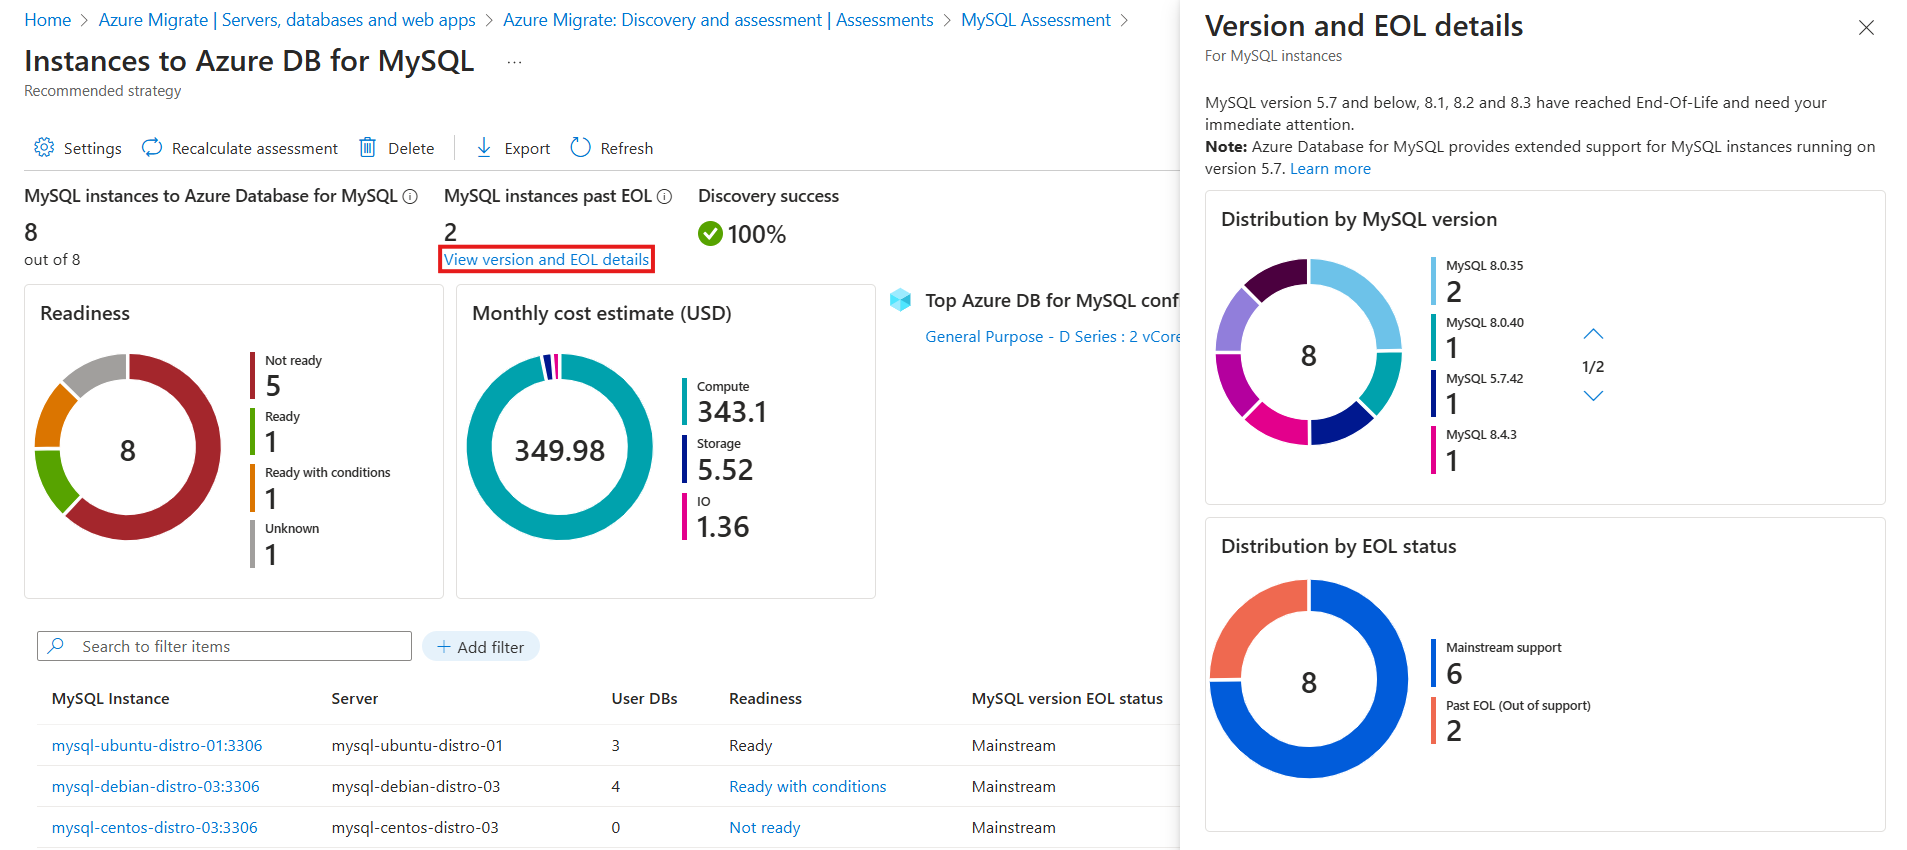 Home > Azure Migrate | Servers, databases and web apps > Azure Migrate: Discovery and assessment | Assessments > MySQL Assessment >
Instances to Azure DB for MySQL ...
Recommended strategy
Settings Recalculate assessment Delete Export Refresh
MySQL instances to Azure Database for MySQL
8
out of 8
MySQL instances past EOL
2
View version and EOL details
Discovery success
100%
Readiness
8
Not ready
5
Ready
1
Ready with conditions
1
Unknown
1
Monthly cost estimate (USD)
349.98
Compute
343.1
Storage
5.52
IO
1.36
Top Azure DB for MySQL conf
General Purpose - D Series : 2 vCore
Search to filter items
+ Add filter
MySQL Instance Server User DBs Readiness MySQL version EOL status
mysql-ubuntu-distro-01:3306 mysql-ubuntu-distro-01 3 Ready Mainstream
mysql-debian-distro-03:3306 mysql-debian-distro-03 4 Ready with conditions Mainstream
mysql-centos-distro-03:3306 mysql-centos-distro-03 0 Not ready Mainstream
Version and EOL details
For MySQL instances
MySQL version 5.7 and below, 8.1, 8.2 and 8.3 have reached End-Of-Life and need your
immediate attention.
Note: Azure Database for MySQL provides extended support for MySQL instances running on
version 5.7. Learn more
Distribution by MySQL version
8
MySQL 8.0.35
2
MySQL 8.0.40
1
MySQL 5.7.42
1
MySQL 8.4.3
1
1/2
Distribution by EOL status
8
Mainstream support
6
Past EOL (Out of support)
2